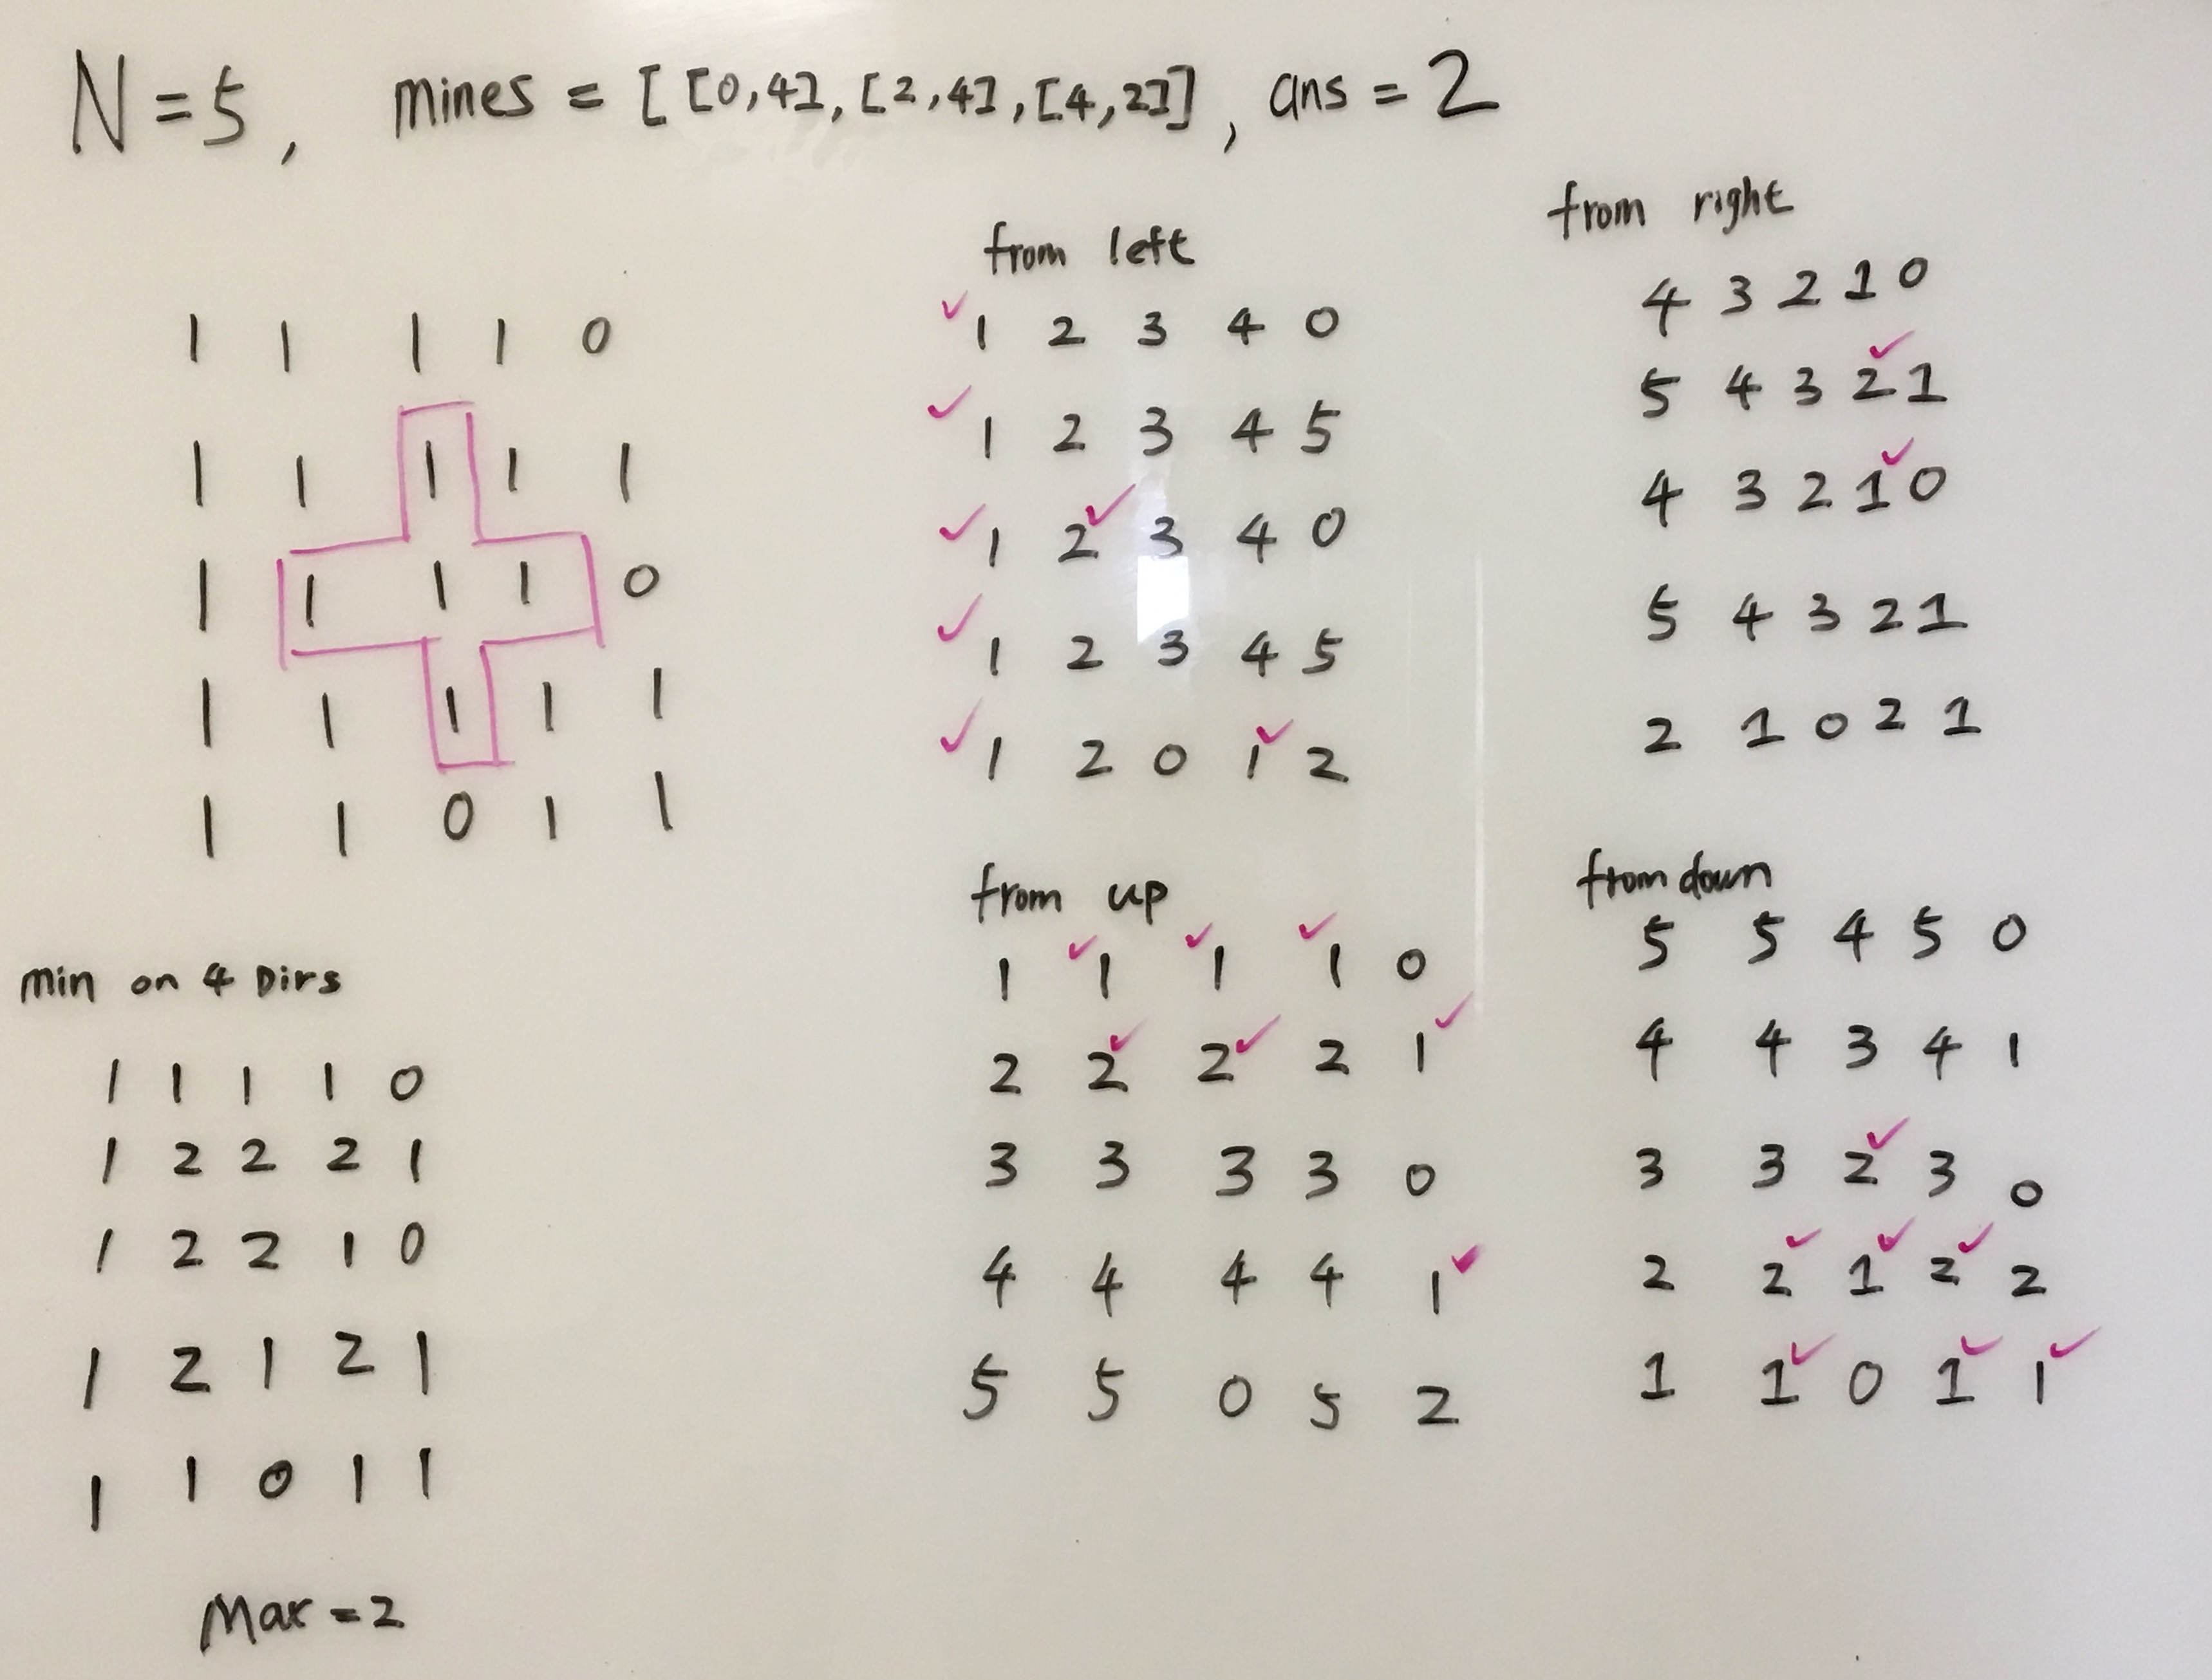 N=5, mines = [[0,4],[2,4],[4,2]], ans = 2
1 1 1 1 0
1 1 1 1 1
1 1 1 1 0
1 1 1 1 1
1 1 0 1 1
from left
1 2 3 4 0
1 2 3 4 5
1 2 3 4 0
1 2 3 4 5
1 2 0 1 2
from right
4 3 2 1 0
5 4 3 2 1
4 3 2 1 0
5 4 3 2 1
2 1 0 2 1
min on 4 Dirs
1 1 1 1 0
1 2 2 2 1
1 2 2 1 0
1 2 1 2 1
1 1 0 1 1
Max = 2
from up
1 1 1 1 0
2 2 2 2 1
3 3 3 3 0
4 4 4 4 1
5 5 0 5 2
from down
5 5 4 5 0
4 4 3 4 1
3 3 2 3 0
2 2 1 2 2
1 1 0 1 1